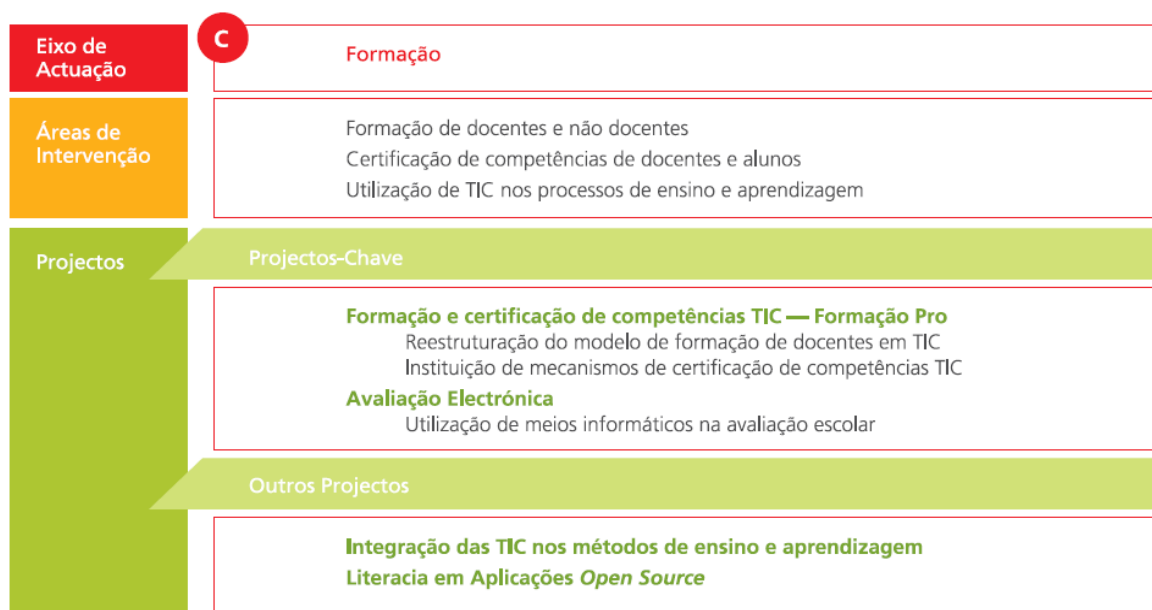 Eixo de
Actuação
C
Formação
Áreas de
Intervenção
Formação de docentes e não docentes
Certificação de competências de docentes e alunos
Utilização de TIC nos processos de ensino e aprendizagem
Projectos
Projectos-Chave
Formação e certificação de competências TIC — Formação Pro
Reestruturação do modelo de formação de docentes em TIC
Instituição de mecanismos de certificação de competências TIC
Avaliação Electrónica
Utilização de meios informáticos na avaliação escolar
Outros Projectos
Integração das TIC nos métodos de ensino e aprendizagem
Literacia em Aplicações Open Source